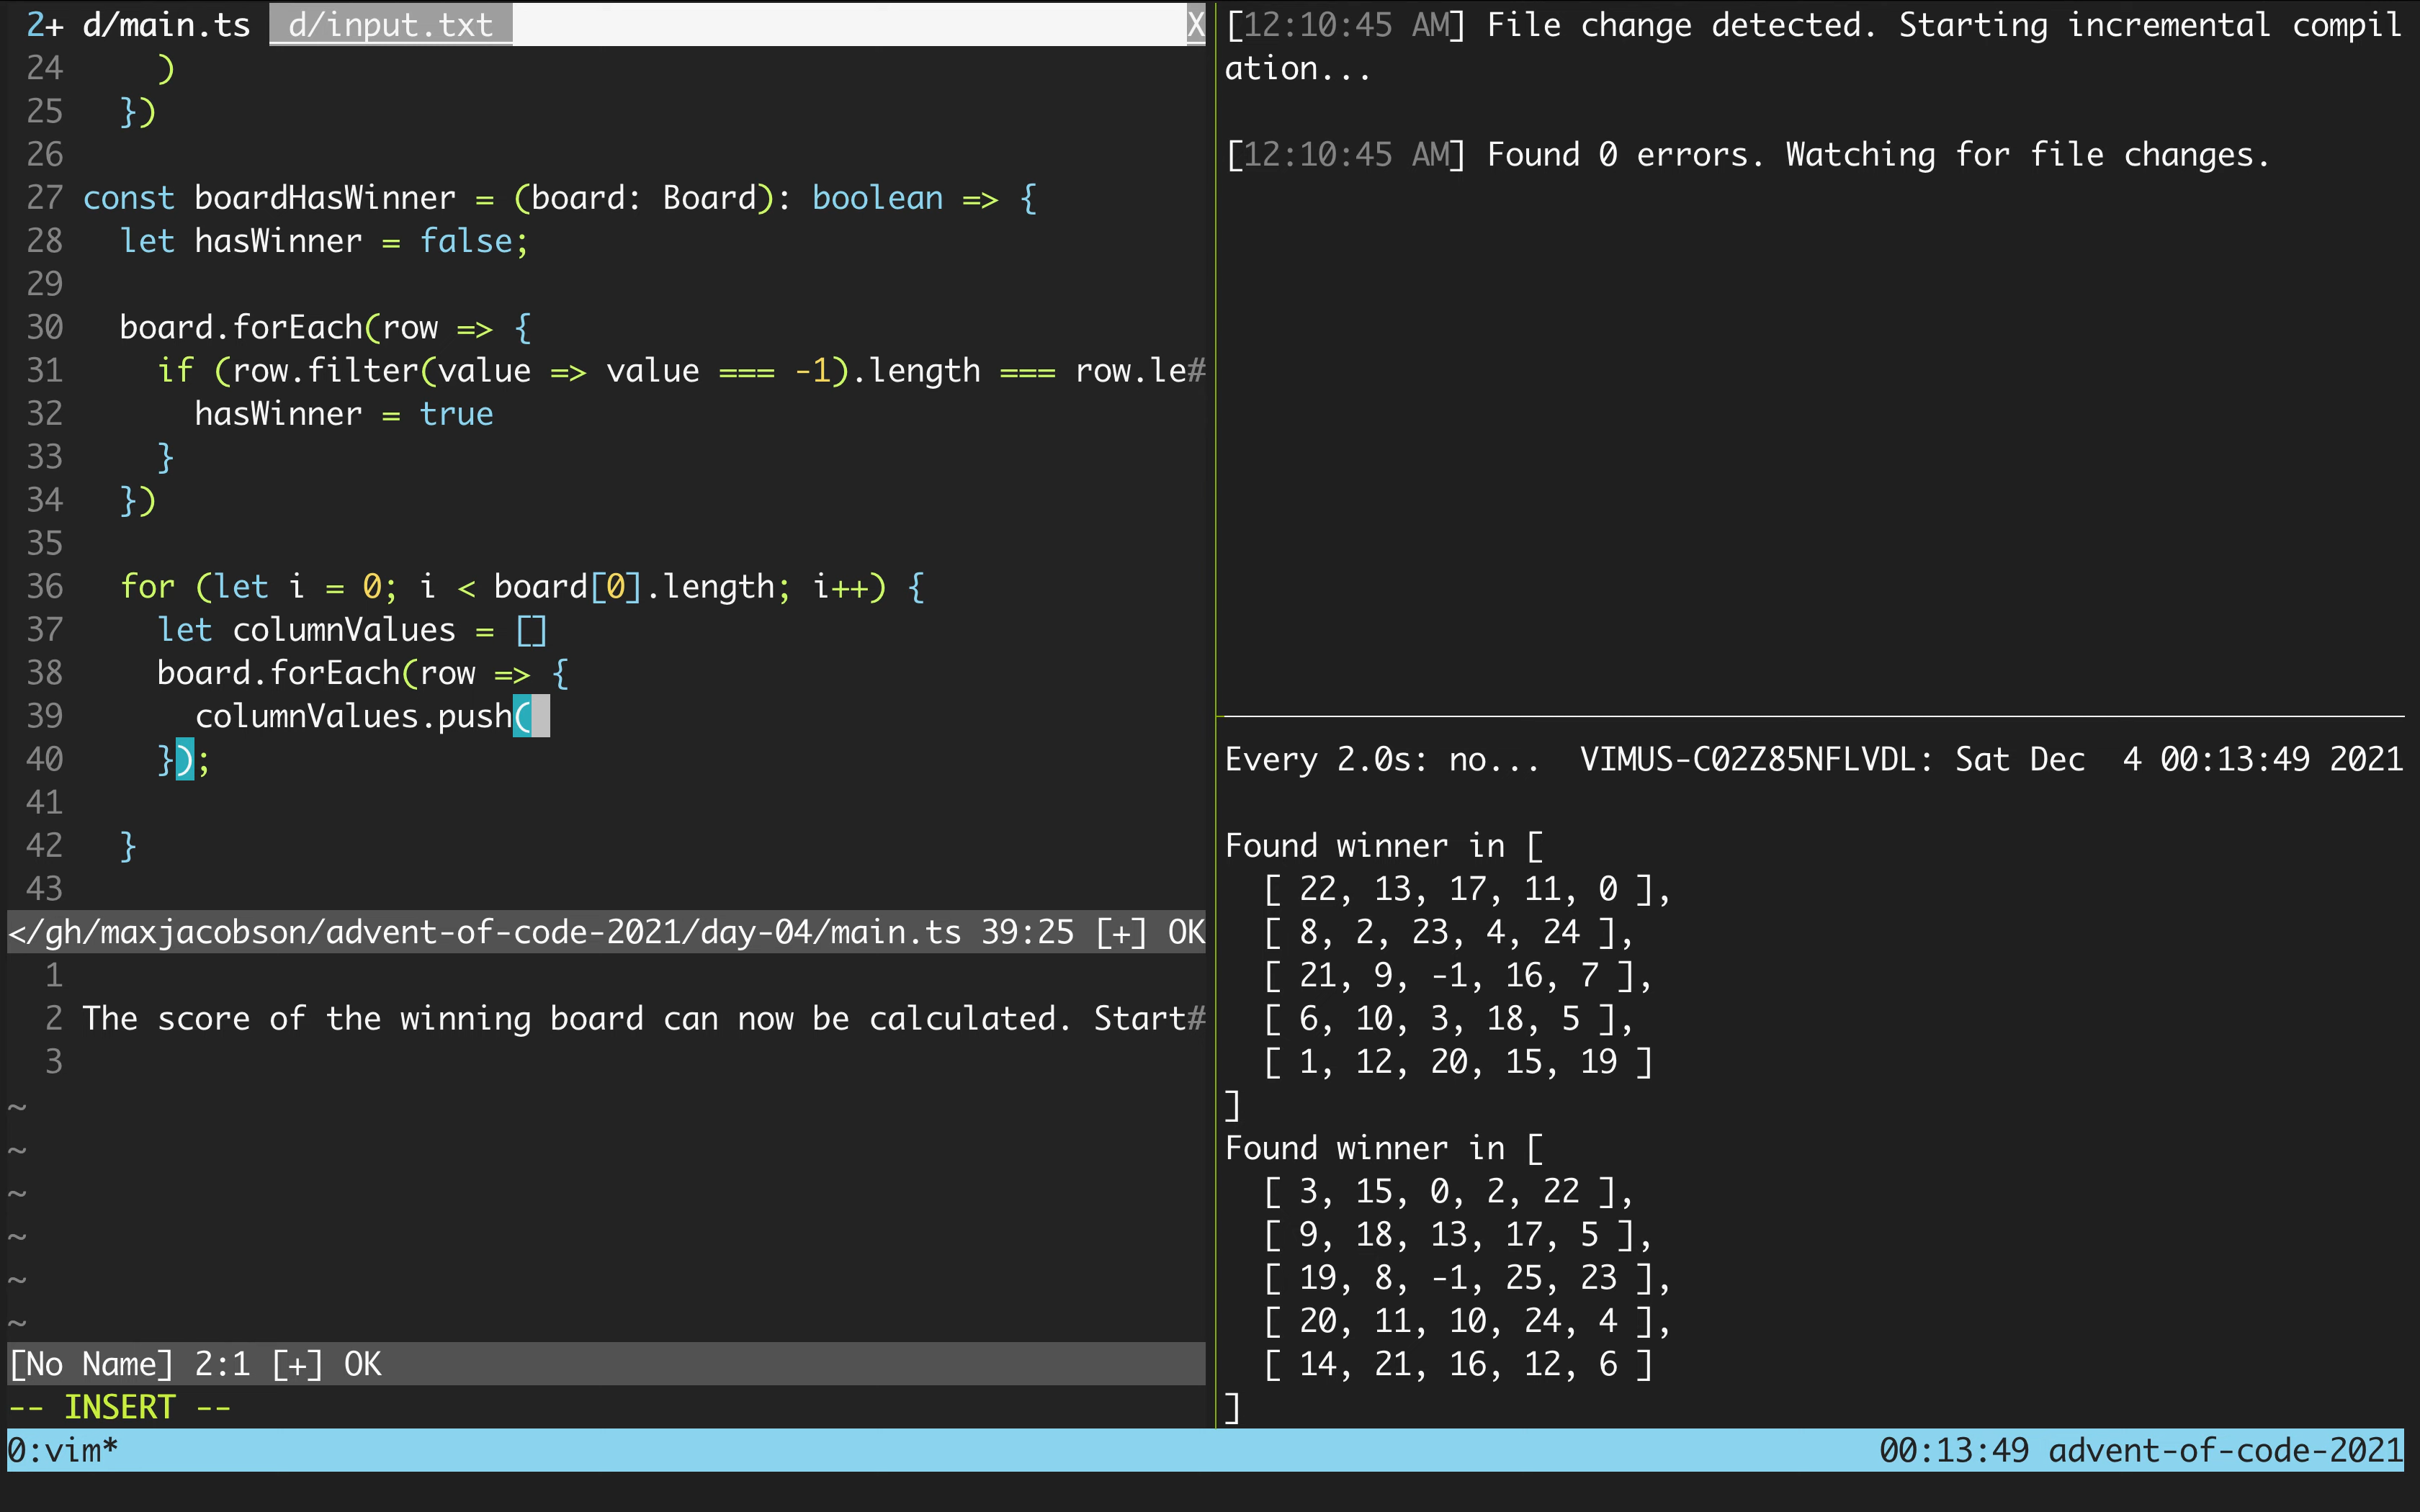 2+ d/main.ts  d/input.txt X
24     )
25   })
26
27 const boardHasWinner = (board: Board): boolean => {
28   let hasWinner = false;
29
30   board.forEach(row => {
31     if (row.filter(value => value === -1).length === row.le#
32       hasWinner = true
33     }
34   })
35
36   for (let i = 0; i < board[0].length; i++) {
37     let columnValues = []
38     board.forEach(row => {
39       columnValues.push(
40     });
41
42   }
43
</gh/maxjacobson/advent-of-code-2021/day-04/main.ts 39:25 [+] OK
1
2 The score of the winning board can now be calculated. Start#
3
~
~
~
~
~
~
[No Name] 2:1 [+] OK
-- INSERT --
[12:10:45 AM] File change detected. Starting incremental compil
ation...
[12:10:45 AM] Found 0 errors. Watching for file changes.
Every 2.0s: no...  VIMUS-C02Z85NFLVDL: Sat Dec  4 00:13:49 2021
Found winner in [
  [ 22, 13, 17, 11, 0 ],
  [ 8, 2, 23, 4, 24 ],
  [ 21, 9, -1, 16, 7 ],
  [ 6, 10, 3, 18, 5 ],
  [ 1, 12, 20, 15, 19 ]
]
Found winner in [
  [ 3, 15, 0, 2, 22 ],
  [ 9, 18, 13, 17, 5 ],
  [ 19, 8, -1, 25, 23 ],
  [ 20, 11, 10, 24, 4 ],
  [ 14, 21, 16, 12, 6 ]
]
0:vim* 00:13:49 advent-of-code-2021